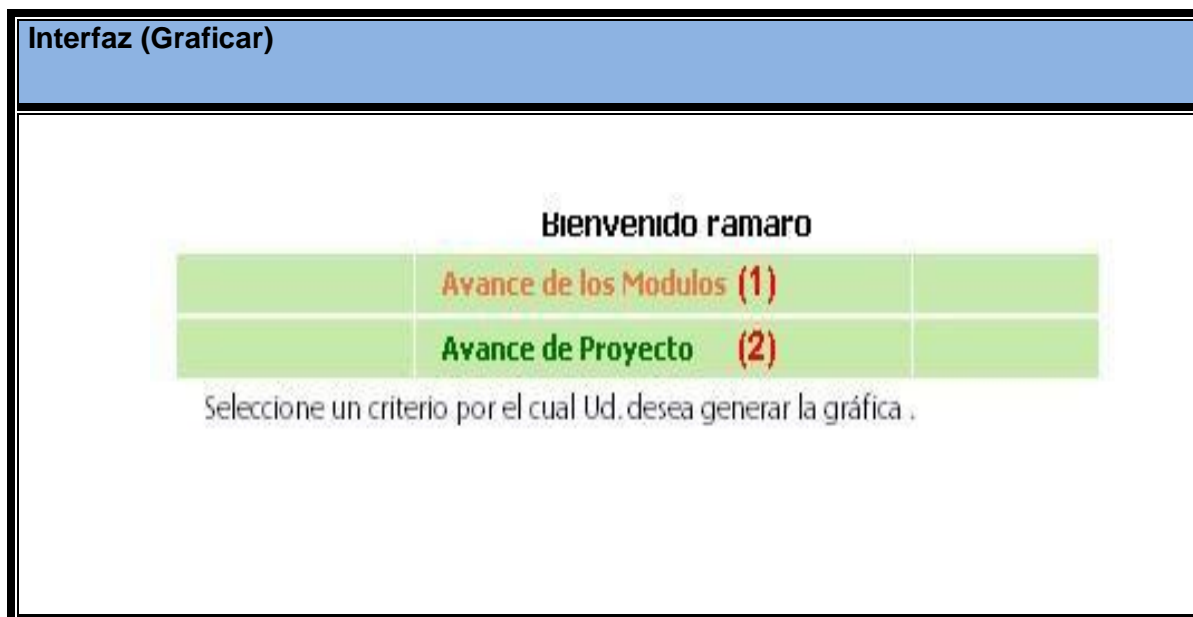 Interfaz (Graficar)
Bienvenido ramaro
Avance de los Modulos (1)
Avance de Proyecto (2)
Seleccione un criterio por el cual Ud. desea generar la gráfica .